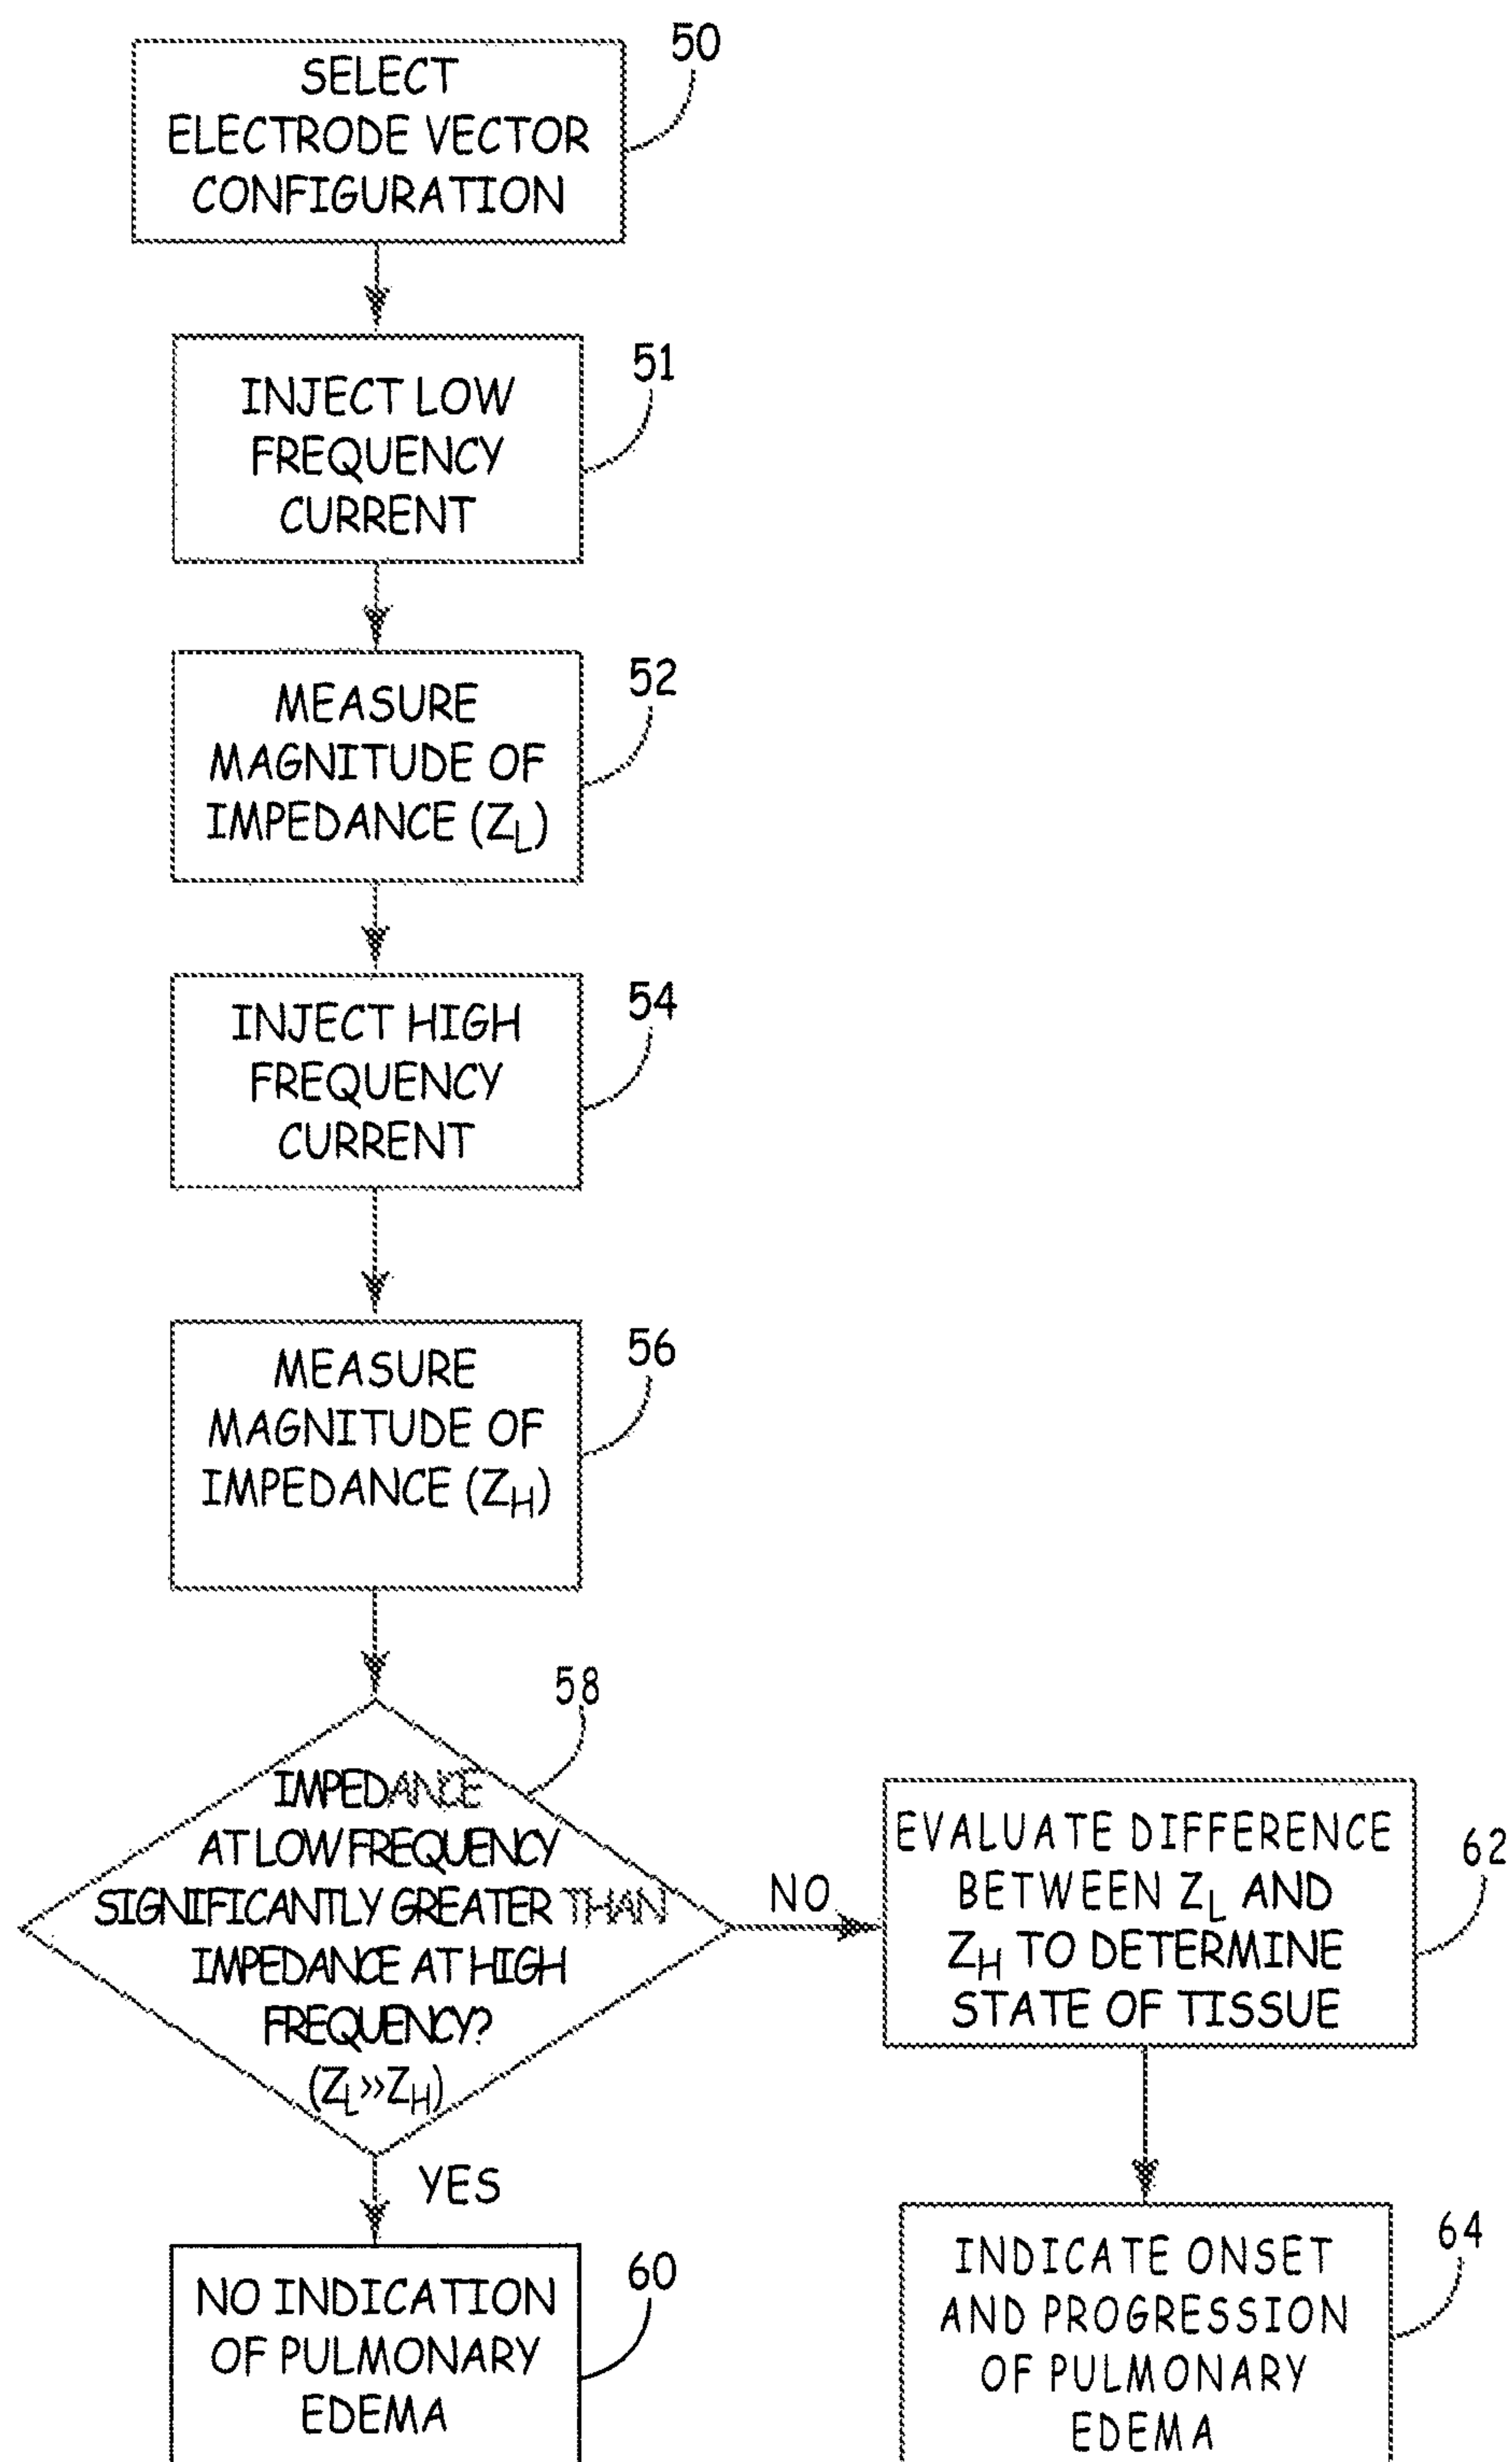 50
SELECT
ELECTRODE VECTOR
CONFIGURATION
51
INJECT LOW
FREQUENCY
CURRENT
52
MEASURE
MAGNITUDE OF
IMPEDANCE (ZL)
54
INJECT HIGH
FREQUENCY
CURRENT
56
MEASURE
MAGNITUDE OF
IMPEDANCE (ZH)
58
IMPEDANCE
AT LOW FREQUENCY
SIGNIFICANTLY GREATER THAN
IMPEDANCE AT HIGH
FREQUENCY?
(ZL»ZH)
NO
YES
62
EVALUATE DIFFERENCE
BETWEEN ZL AND
ZH TO DETERMINE
STATE OF TISSUE
60
NO INDICATION
OF PULMONARY
EDEMA
64
INDICATE ONSET
AND PROGRESSION
OF PULMONARY
EDEMA